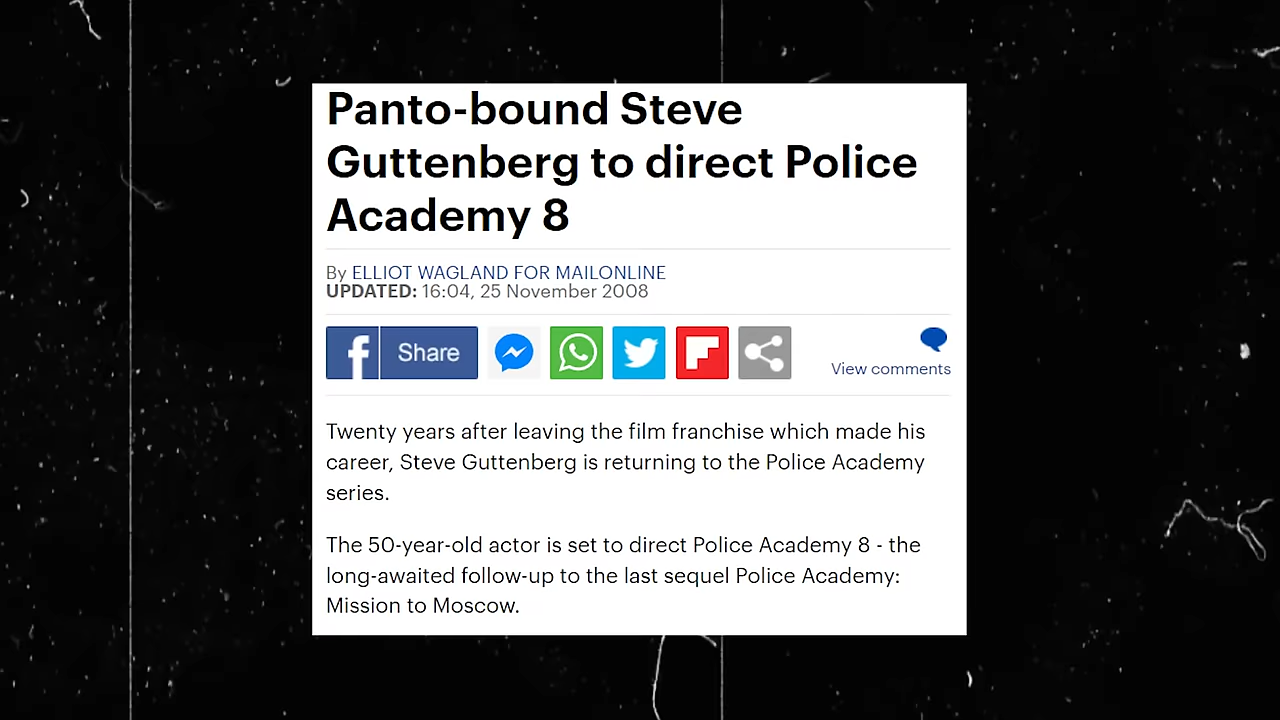 Panto-bound Steve
Guttenberg to direct Police
Academy 8
By ELLIOT WAGLAND FOR MAILONLINE
UPDATED: 16:04, 25 November 2008
f Share
View comments
Twenty years after leaving the film franchise which made his
career, Steve Guttenberg is returning to the Police Academy
series.
The 50-year-old actor is set to direct Police Academy 8 - the
long-awaited follow-up to the last sequel Police Academy:
Mission to Moscow.